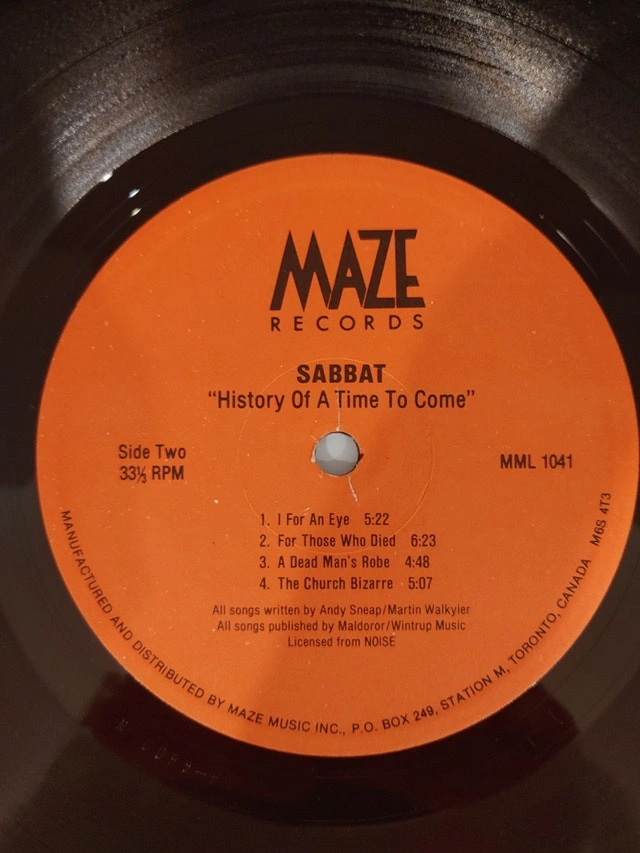 MAZE
RECORDS
SABBAT
"History Of A Time To Come"
Side Two
33⅓ RPM
MML 1041
1. I For An Eye 5:22
2. For Those Who Died 6:23
3. A Dead Man's Robe 4:48
4. The Church Bizarre 5:07
All songs written by Andy Sneap/Martin Walkyier
All songs published by Maldoror/Wintrup Music
Licensed from NOISE
MANUFACTURED AND DISTRIBUTED BY MAZE MUSIC INC., P.O. BOX 249, STATION M, TORONTO, CANADA M6S 4T3